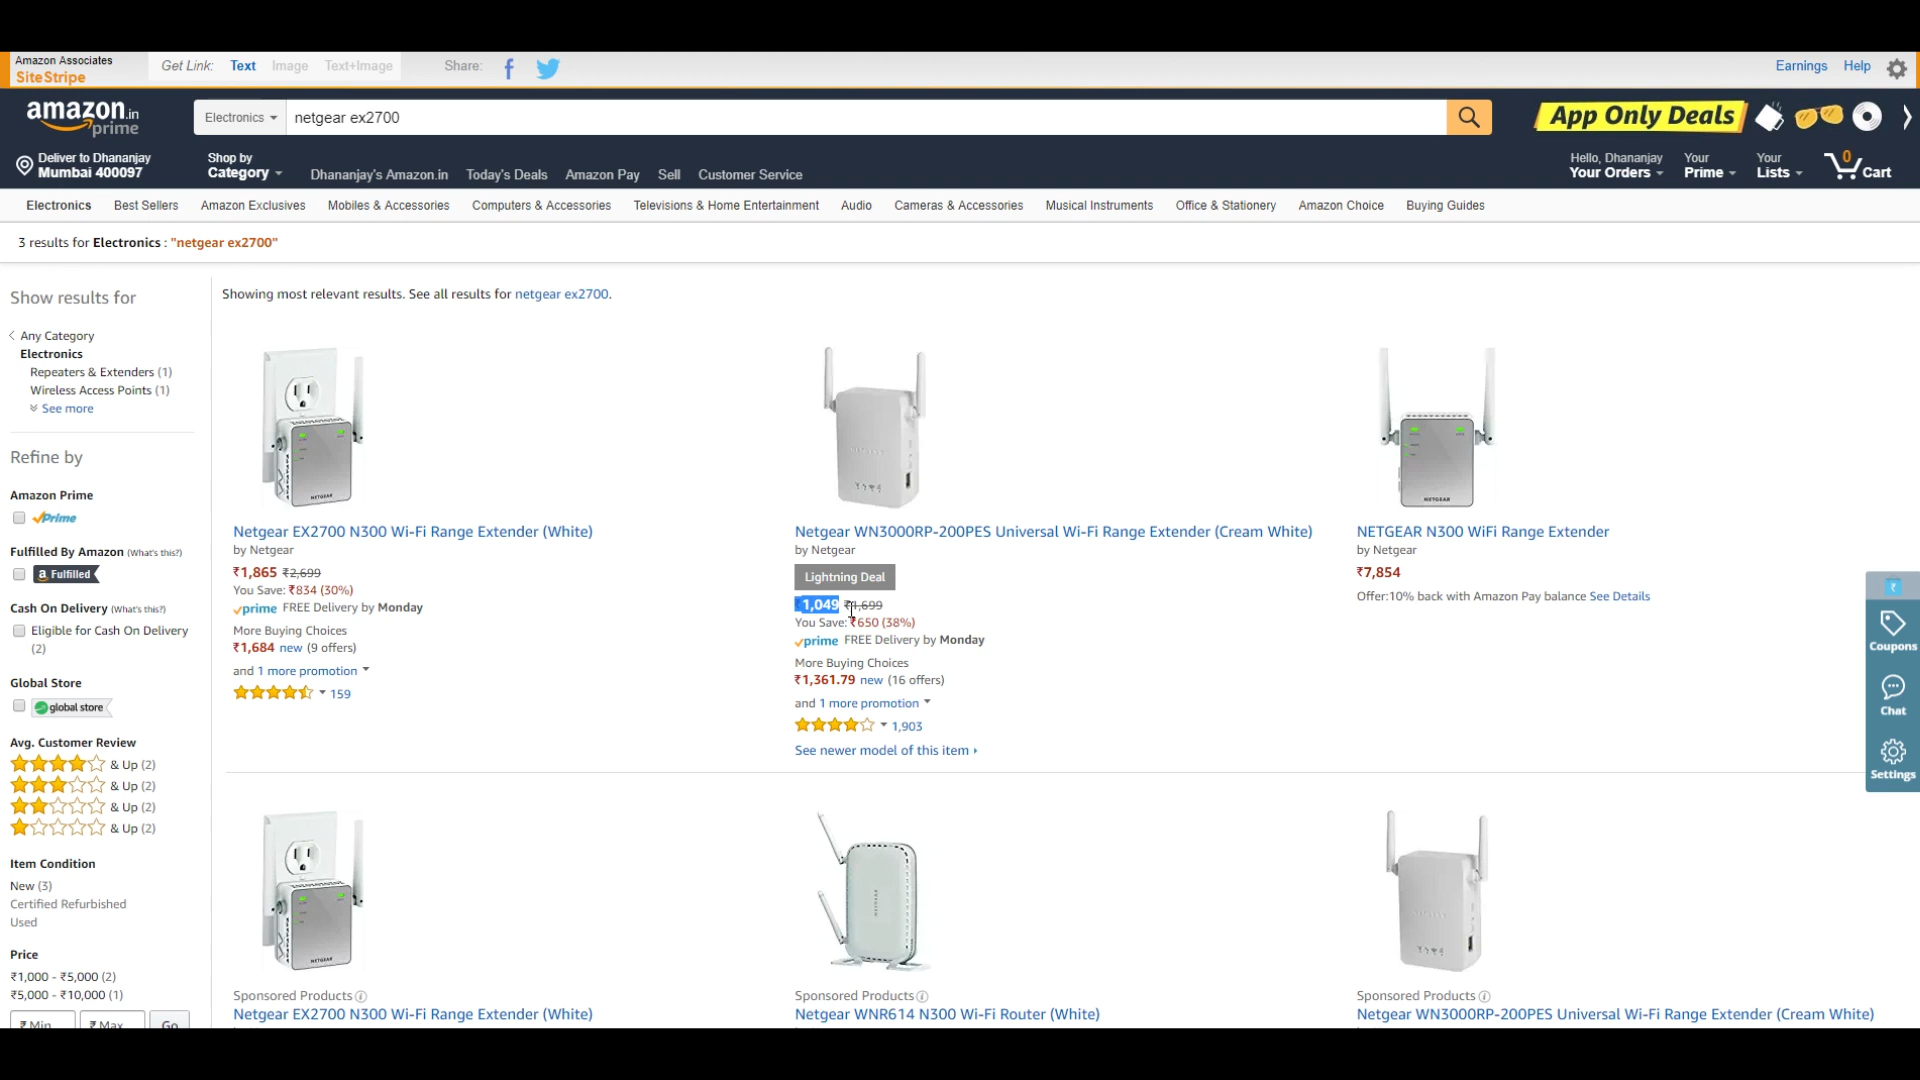 Amazon Associates
SiteStripe
Get Link: Text Image Text+Image Share:
Earnings Help
amazon.in
prime
Electronics
netgear ex2700
App Only Deals
Deliver to Dhananjay
Mumbai 400097
Shop by
Category
Dhananjay's Amazon.in Today's Deals Amazon Pay Sell Customer Service
Hello, Dhananjay
Your Orders
Your
Prime
Your
Lists
0
Cart
Electronics Best Sellers Amazon Exclusives Mobiles & Accessories Computers & Accessories Televisions & Home Entertainment Audio Cameras & Accessories Musical Instruments Office & Stationery Amazon Choice Buying Guides
3 results for Electronics : "netgear ex2700"
Show results for
Any Category
Electronics
Repeaters & Extenders (1)
Wireless Access Points (1)
See more
Refine by
Amazon Prime
Prime
Fulfilled By Amazon (What's this?)
a Fulfilled
Cash On Delivery (What's this?)
Eligible for Cash On Delivery
(2)
Global Store
global store
Avg. Customer Review
& Up (2)
& Up (2)
& Up (2)
& Up (2)
Item Condition
New (3)
Certified Refurbished
Used
Price
₹1,000 - ₹5,000 (2)
₹5,000 - ₹10,000 (1)
₹ Min ₹ Max Go
Showing most relevant results. See all results for netgear ex2700.
NETGEAR
Netgear EX2700 N300 Wi-Fi Range Extender (White)
by Netgear
₹1,865 ₹2,699
You Save: ₹834 (30%)
prime FREE Delivery by Monday
More Buying Choices
₹1,684 new (9 offers)
and 1 more promotion
159
Netgear WN3000RP-200PES Universal Wi-Fi Range Extender (Cream White)
by Netgear
Lightning Deal
₹1,049 ₹1,699
You Save: ₹650 (38%)
prime FREE Delivery by Monday
More Buying Choices
₹1,361.79 new (16 offers)
and 1 more promotion
1,903
See newer model of this item
NETGEAR
NETGEAR N300 WiFi Range Extender
by Netgear
₹7,854
Offer:10% back with Amazon Pay balance See Details
Coupons
Chat
Settings
NETGEAR
Sponsored Products
Netgear EX2700 N300 Wi-Fi Range Extender (White)
Sponsored Products
Netgear WNR614 N300 Wi-Fi Router (White)
Sponsored Products
Netgear WN3000RP-200PES Universal Wi-Fi Range Extender (Cream White)